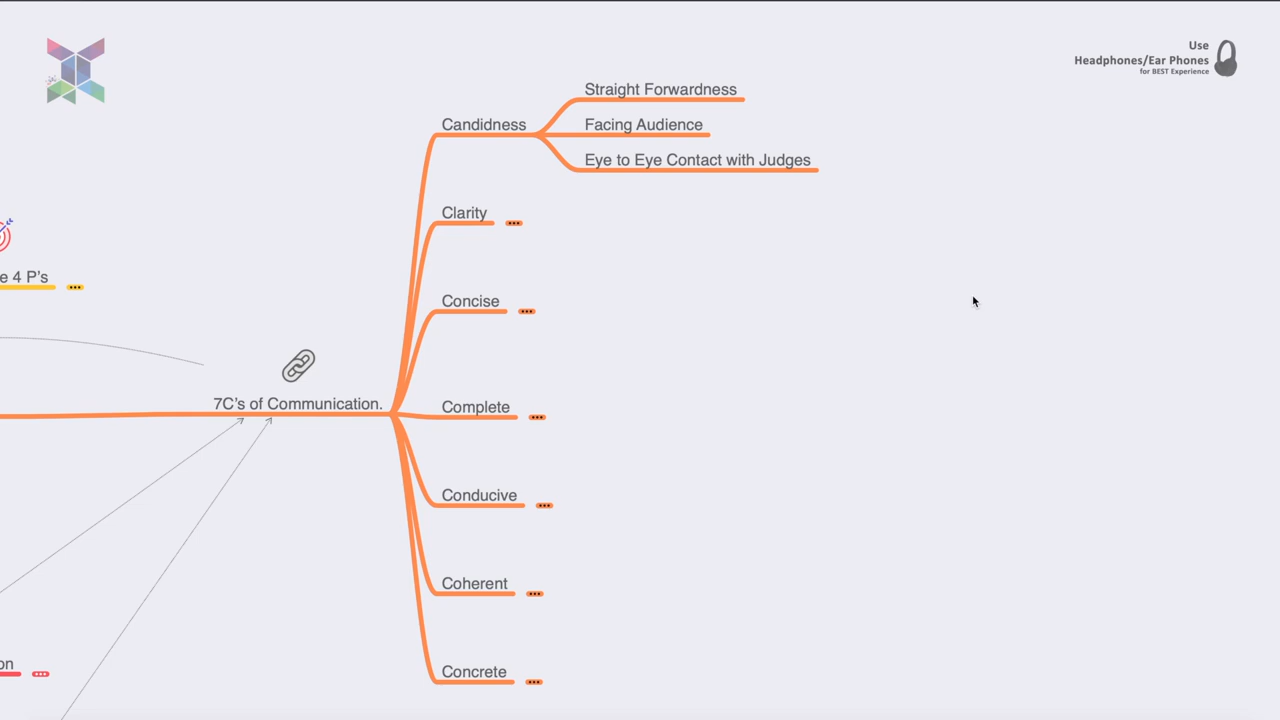 Use
Headphones/Ear Phones
for BEST Experience
Straight Forwardness
Candidness
Facing Audience
Eye to Eye Contact with Judges
Clarity
e 4 P's
Concise
7C's of Communication.
Complete
Conducive
Coherent
on
Concrete